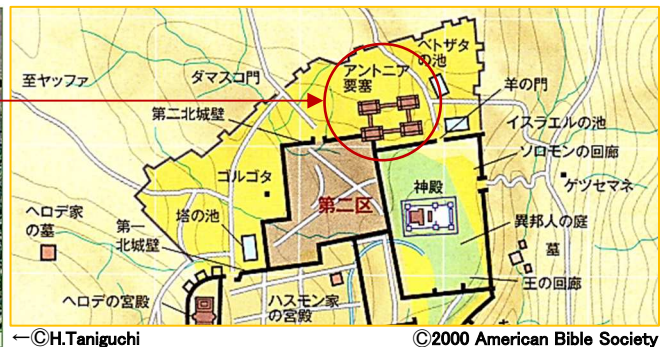 ベトザタ
の池
アントニア
要塞
ダマスコ門
至ヤッファ
羊の門
第二北城壁
イスラエルの池
ソロモンの回廊
ゴルゴタ
神殿
ゲツセマネ
第二区
ヘロデ家
の墓
第一
北城壁
塔の池
異邦人の庭
墓
王の回廊
ヘロデの宮殿
ハスモン家
の宮殿
←©H.Taniguchi
©2000 American Bible Society